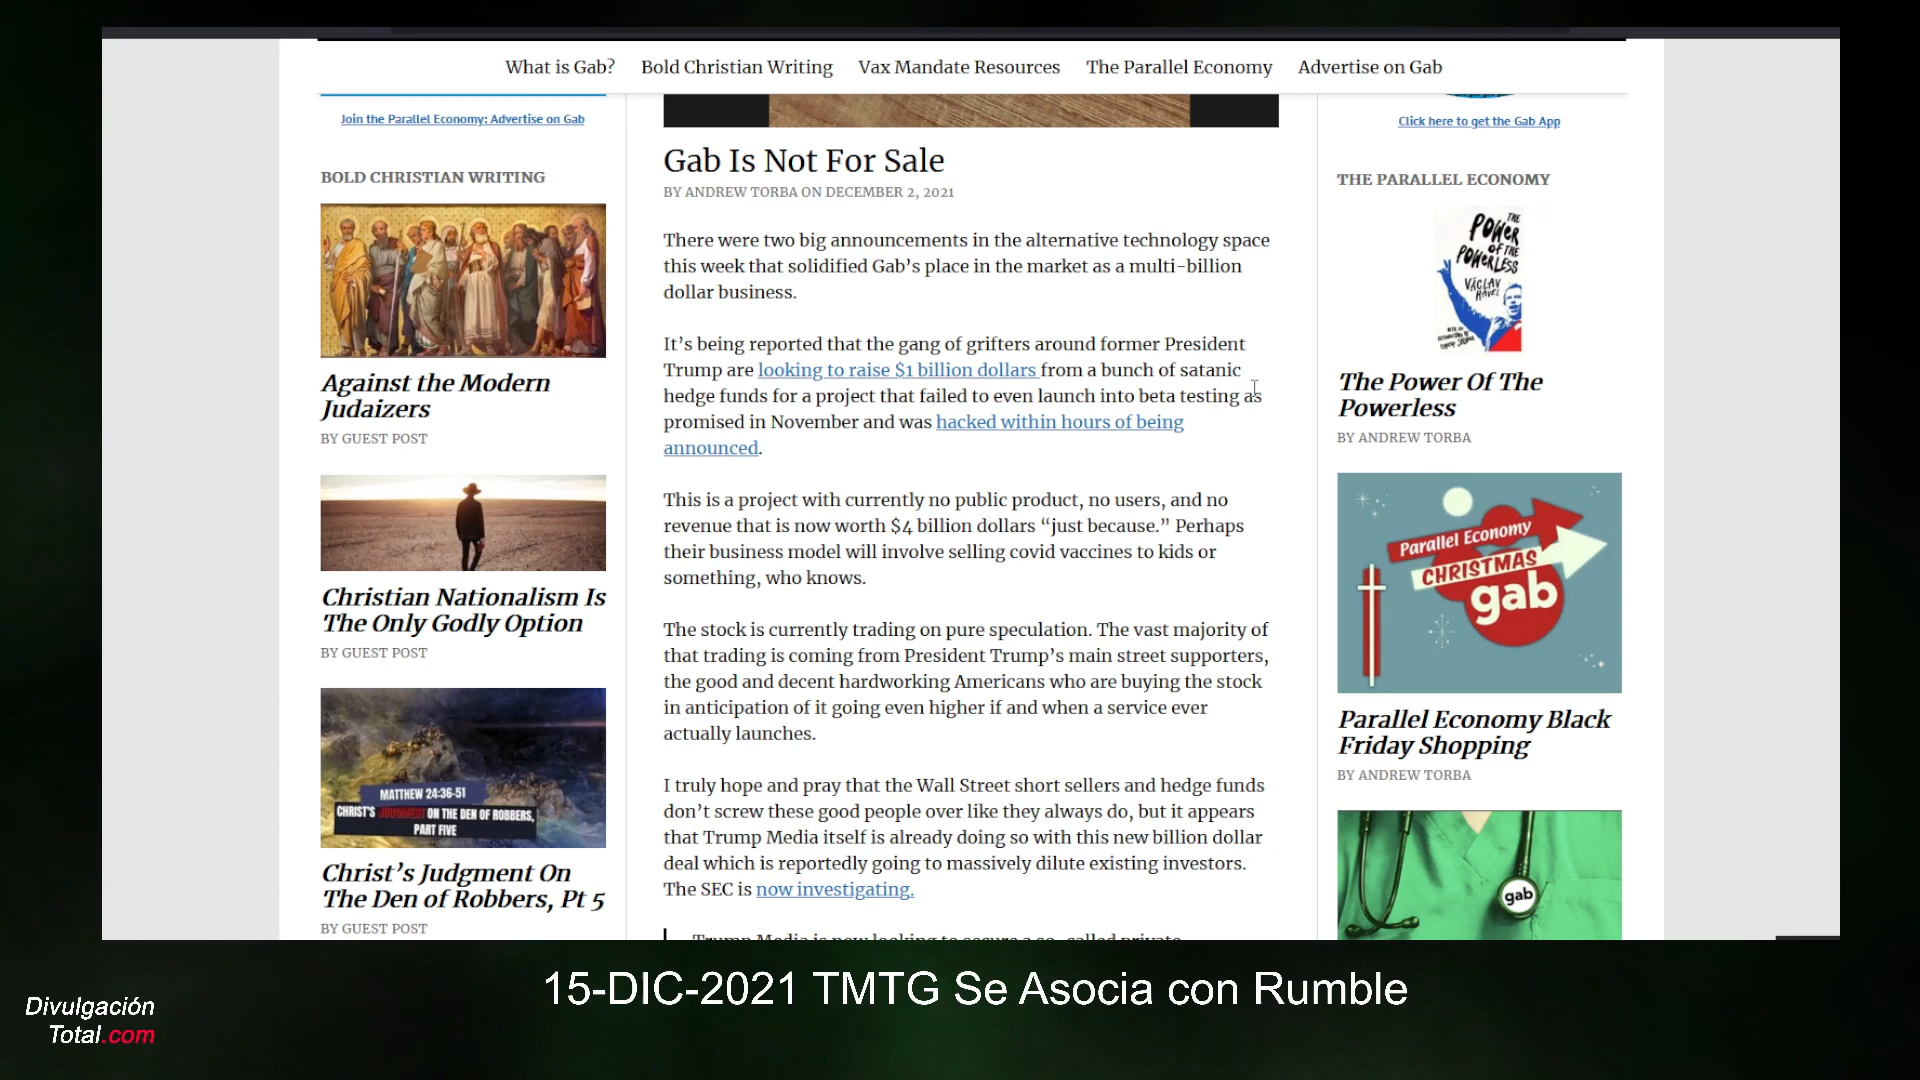 What is Gab? Bold Christian Writing Vax Mandate Resources The Parallel Economy Advertise on Gab
Join the Parallel Economy: Advertise on Gab
BOLD CHRISTIAN WRITING
Against the Modern
Judaizers
BY GUEST POST
Christian Nationalism Is
The Only Godly Option
BY GUEST POST
MATTHEW 24:36-51
CHRIST'S JUDGMENT ON THE DEN OF ROBBERS,
PART FIVE
Christ's Judgment On
The Den of Robbers, Pt 5
BY GUEST POST
Gab Is Not For Sale
BY ANDREW TORBA ON DECEMBER 2, 2021
There were two big announcements in the alternative technology space
this week that solidified Gab's place in the market as a multi-billion
dollar business.
It's being reported that the gang of grifters around former President
Trump are looking to raise $1 billion dollars from a bunch of satanic
hedge funds for a project that failed to even launch into beta testing as
promised in November and was hacked within hours of being
announced.
This is a project with currently no public product, no users, and no
revenue that is now worth $4 billion dollars “just because.” Perhaps
their business model will involve selling covid vaccines to kids or
something, who knows.
The stock is currently trading on pure speculation. The vast majority of
that trading is coming from President Trump's main street supporters,
the good and decent hardworking Americans who are buying the stock
in anticipation of it going even higher if and when a service ever
actually launches.
I truly hope and pray that the Wall Street short sellers and hedge funds
don't screw these good people over like they always do, but it appears
that Trump Media itself is already doing so with this new billion dollar
deal which is reportedly going to massively dilute existing investors.
The SEC is now investigating.
Trump Media is now looking to secure a so-called private
Click here to get the Gab App
THE PARALLEL ECONOMY
THE
POWER
OF THE
POWERLESS
VÁCLAV
HAVEL
The Power Of The
Powerless
BY ANDREW TORBA
Parallel Economy
CHRISTMAS
gab
Parallel Economy Black
Friday Shopping
BY ANDREW TORBA
gab
15-DIC-2021 TMTG Se Asocia con Rumble
Divulgación
Total.com